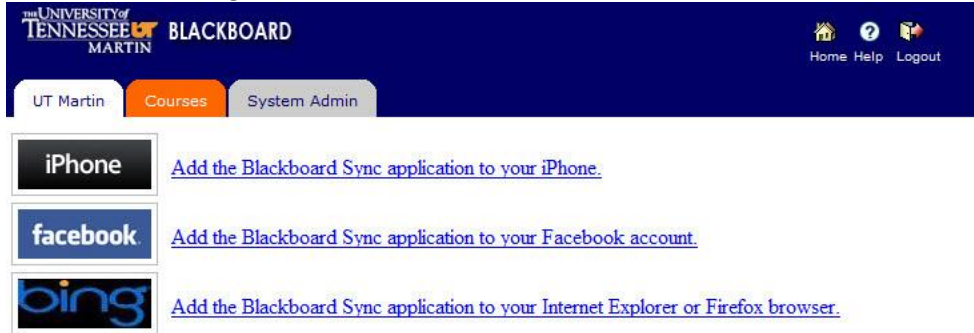 THE UNIVERSITY of
TENNESSEE UT BLACKBOARD
MARTIN
Home Help Logout
UT Martin Courses System Admin
iPhone Add the Blackboard Sync application to your iPhone.
facebook. Add the Blackboard Sync application to your Facebook account.
bing Add the Blackboard Sync application to your Internet Explorer or Firefox browser.